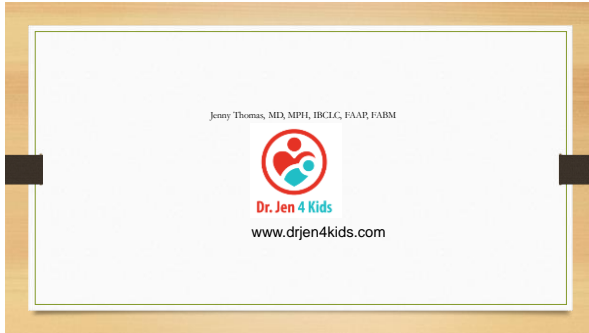 Jenny Thomas, MD, MPH, IBCLC, FAAP, FABM
Dr. Jen 4 Kids
www.drjen4kids.com